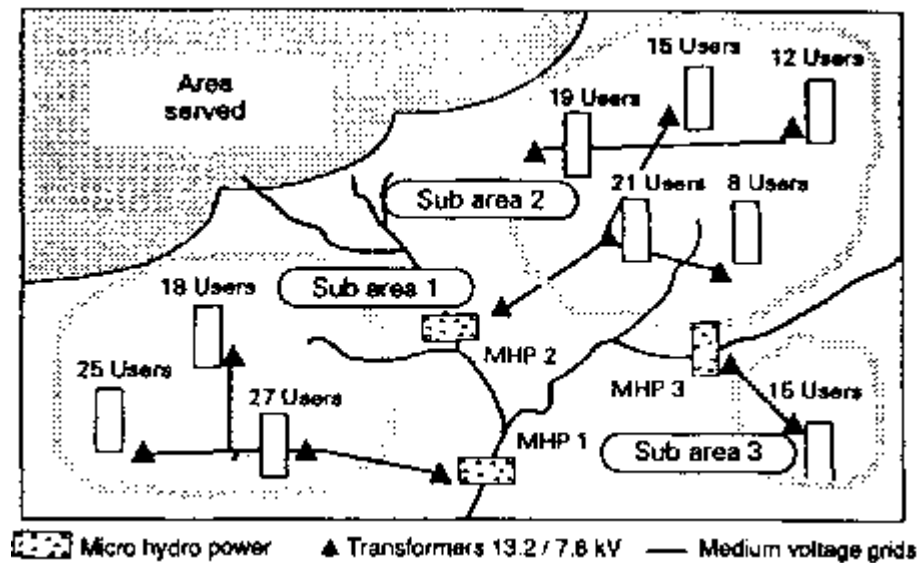 Area
served
15 Users
12 Users
19 Users
21 Users
8 Users
Sub area 2
Sub area 1
18 Users
MHP 2
25 Users
27 Users
MHP 3
15 Users
MHP 1
Sub area 3
Micro hydro power
Transformers 13.2 / 7.6 kV
Medium voltage grids